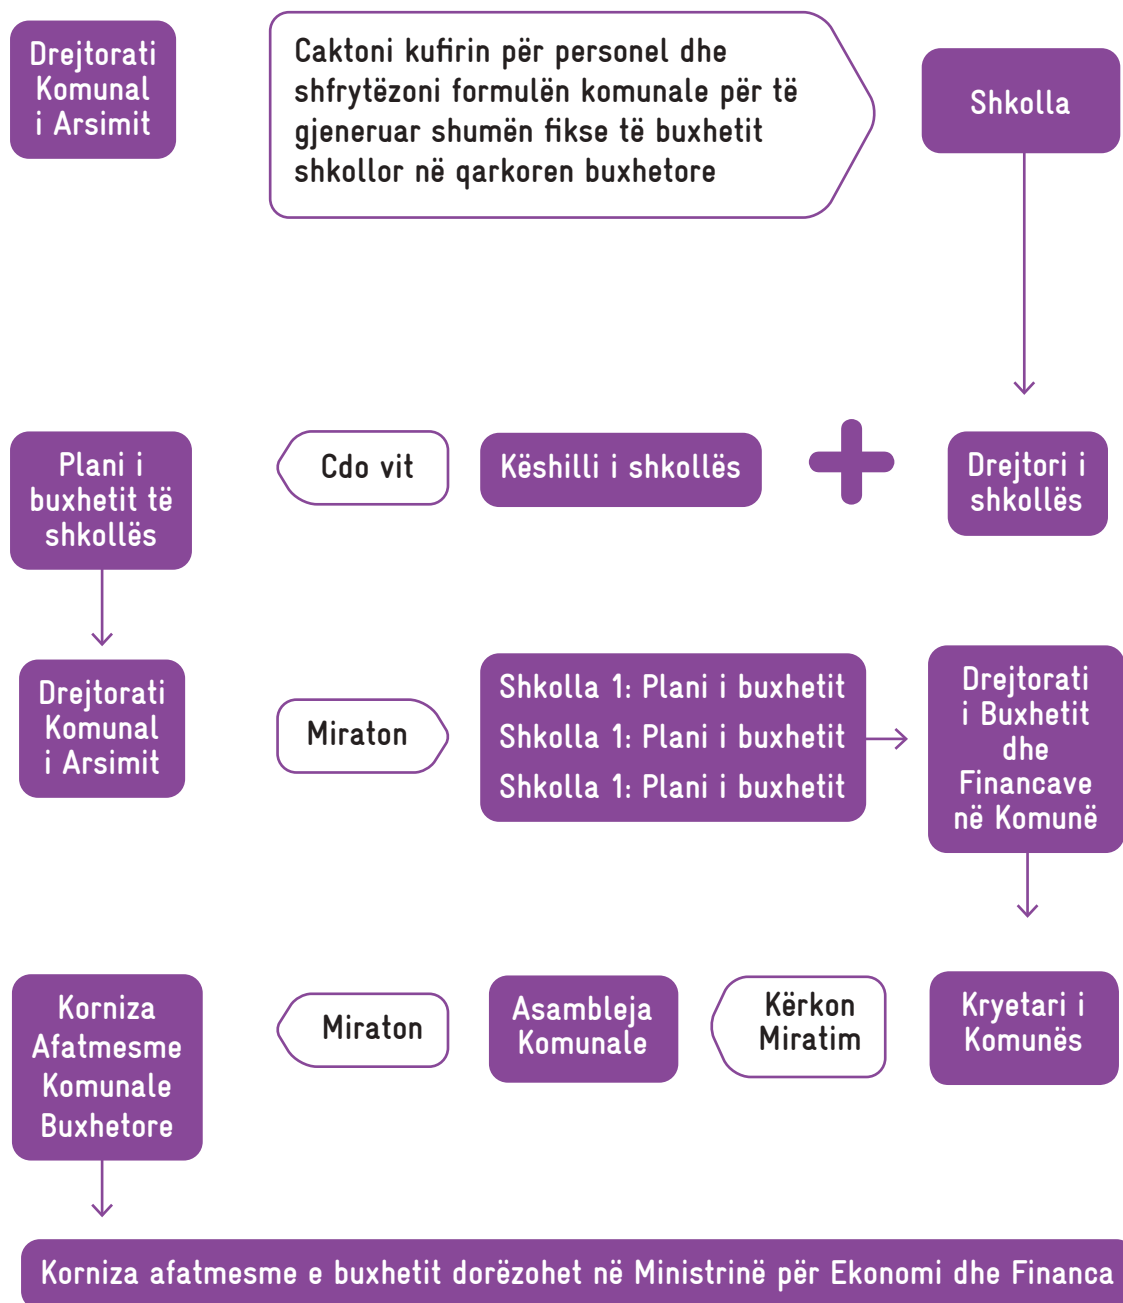 Drejtorati
Komunal
i Arsimit
Caktoni kufirin për personel dhe
shfrytëzoni formulën komunale për të
gjeneruar shumën fikse të buxhetit
shkollor në qarkoren buxhetore
Shkolla
Plani i
buxhetit të
shkollës
Cdo vit
Këshilli i shkollës
Drejtori i
shkollës
Drejtorati
Komunal
i Arsimit
Miraton
Shkolla 1: Plani i buxhetit
Shkolla 1: Plani i buxhetit
Shkolla 1: Plani i buxhetit
Drejtorati
i Buxhetit
dhe
Financave
në Komunë
Korniza
Afatmesme
Komunale
Buxhetore
Miraton
Asambleja
Komunale
Kërkon
Miratim
Kryetari i
Komunës
Korniza afatmesme e buxhetit dorëzohet në Ministrinë për Ekonomi dhe Financa